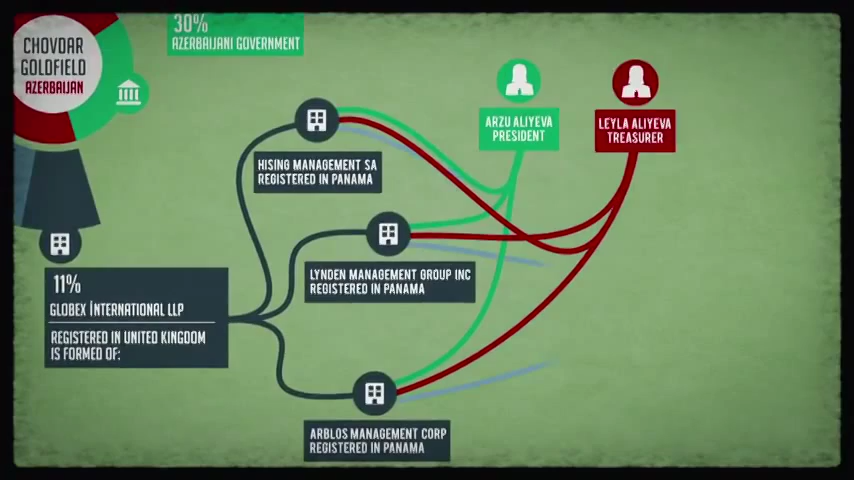 30%
AZERBAIJANI GOVERNMENT
CHOVDAR
GOLDFIELD
AZERBAIJAN
ARZU ALIYEVA
PRESIDENT
LEYLA ALIYEVA
TREASURER
HISING MANAGEMENT SA
REGISTERED IN PANAMA
LYNDEN MANAGEMENT GROUP INC
REGISTERED IN PANAMA
11%
GLOBEX İNTERNATIONAL LLP
REGISTERED IN UNITED KINGDOM
IS FORMED OF:
ARBLOS MANAGEMENT CORP
REGISTERED IN PANAMA